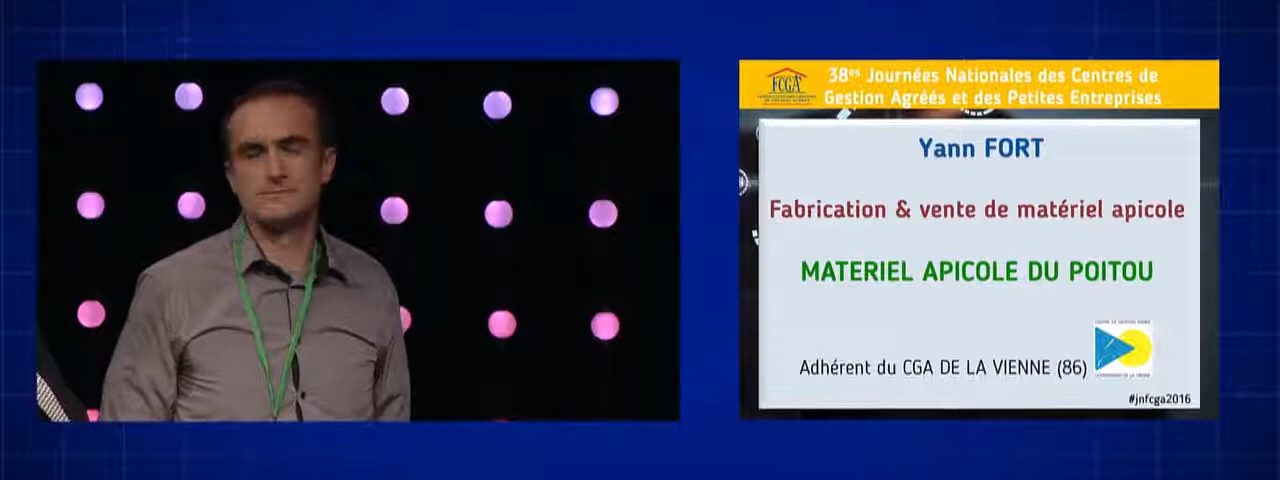 38es Journées Nationales des Centres de
Gestion Agréés et des Petites Entreprises
FCGA
Yann FORT
Fabrication & vente de matériel apicole
MATERIEL APICOLE DU POITOU
Adhérent du CGA DE LA VIENNE (86)
#jnfcga2016